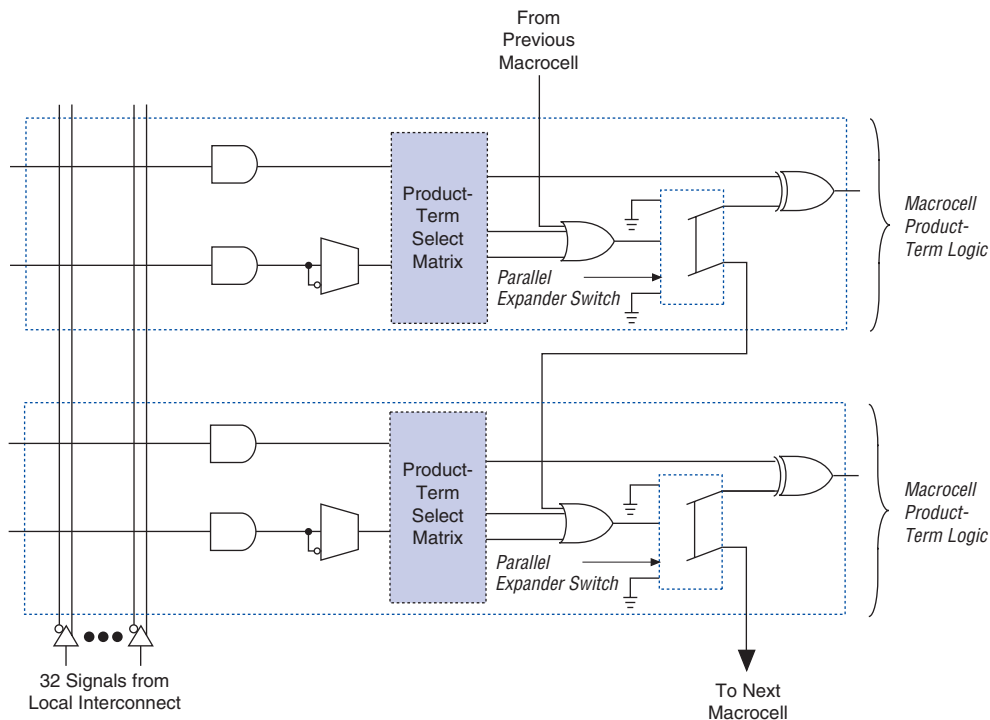 From
Previous
Macrocell
Product-
Term
Select
Matrix
Parallel
Expander Switch
Macrocell
Product-
Term Logic
Product-
Term
Select
Matrix
Parallel
Expander Switch
Macrocell
Product-
Term Logic
32 Signals from
Local Interconnect
To Next
Macrocell